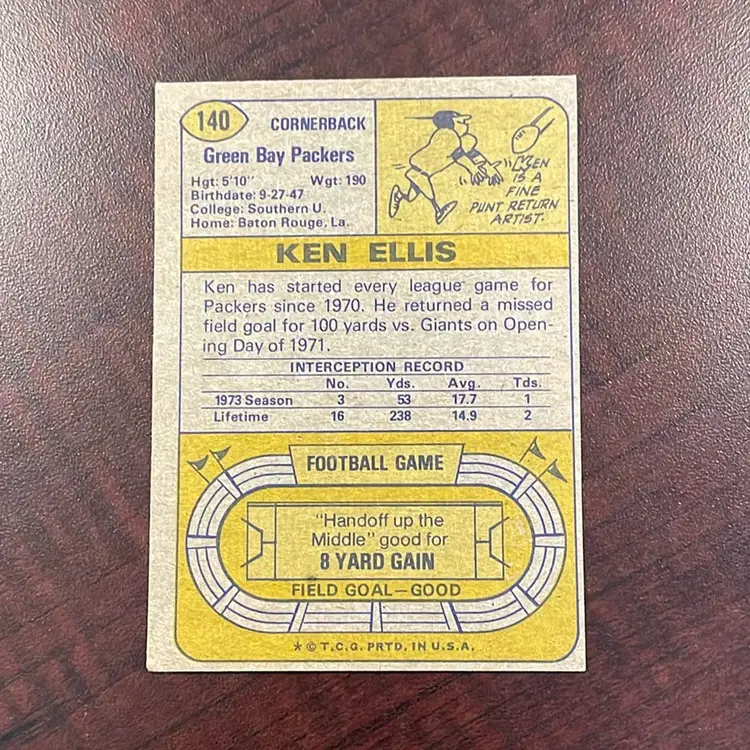 140
CORNERBACK
Green Bay Packers
Hgt: 5'10" Wgt: 190
Birthdate: 9-27-47
College: Southern U.
Home: Baton Rouge, La.
"KEN
IS A
FINE
PUNT RETURN
ARTIST."
KEN ELLIS
Ken has started every league game for
Packers since 1970. He returned a missed
field goal for 100 yards vs. Giants on Open-
ing Day of 1971.
INTERCEPTION RECORD
No. Yds. Avg. Tds.
1973 Season 3 53 17.7 1
Lifetime 16 238 14.9 2
FOOTBALL GAME
"Handoff up the
Middle" good for
8 YARD GAIN
FIELD GOAL—GOOD
* © T.C.G. PRTD. IN U.S.A.